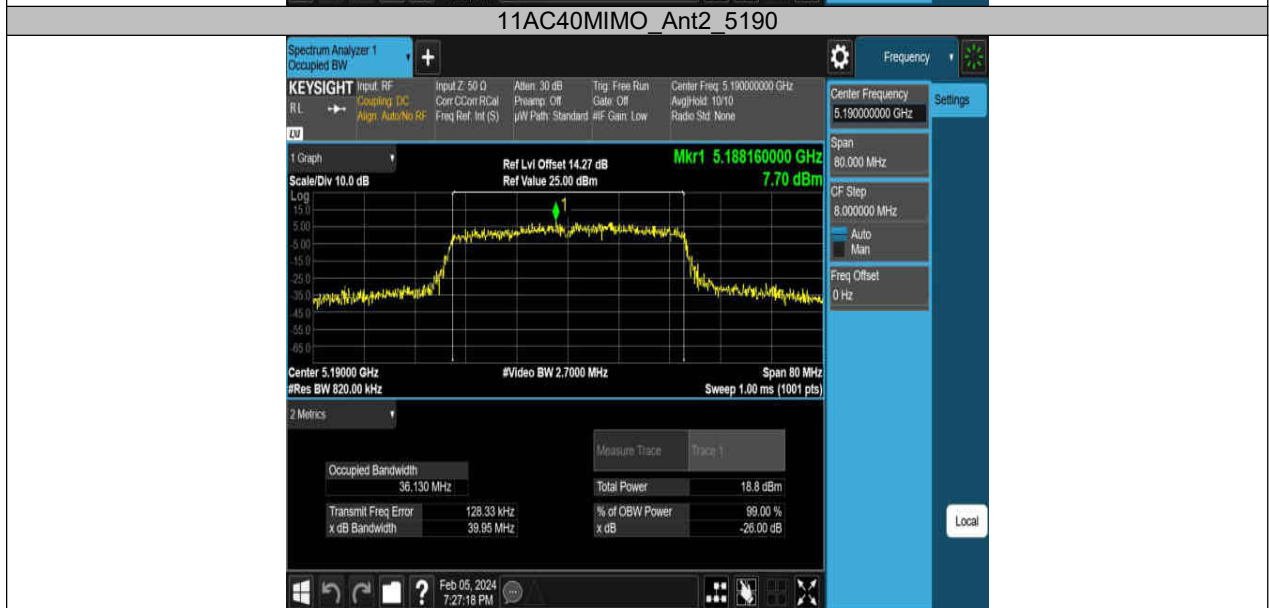 11AC40MIMO_Ant2_5190
Spectrum Analyzer 1
Occupied BW
+
Frequency
KEYSIGHT
RL
Input: RF
Coupling: DC
Align: Auto/No RF
Input Z: 50 Ω
Corr CCorr RCal
Freq Ref: Int (S)
Atten: 30 dB
Preamp: Off
µW Path: Standard
Trig: Free Run
Gate: Off
#IF Gain: Low
Center Freq: 5.190000000 GHz
Avg|Hold: 10/10
Radio Std: None
Center Frequency
5.190000000 GHz
Settings
Span
80.000 MHz
CF Step
8.000000 MHz
Auto
Man
Freq Offset
0 Hz
1 Graph
Scale/Div 10.0 dB
Ref Lvl Offset 14.27 dB
Ref Value 25.00 dBm
Mkr1 5.188160000 GHz
7.70 dBm
Log
15.0
5.00
-5.00
-15.0
-25.0
-35.0
-45.0
-55.0
-65.0
1
Center 5.19000 GHz
#Res BW 820.00 kHz
#Video BW 2.7000 MHz
Span 80 MHz
Sweep 1.00 ms (1001 pts)
2 Metrics
Measure Trace Trace 1
Occupied Bandwidth
36.130 MHz
Total Power 18.8 dBm
Transmit Freq Error 128.33 kHz
% of OBW Power 99.00 %
x dB Bandwidth 39.95 MHz
x dB -26.00 dB
Local
?
Feb 05, 2024
7:27:18 PM